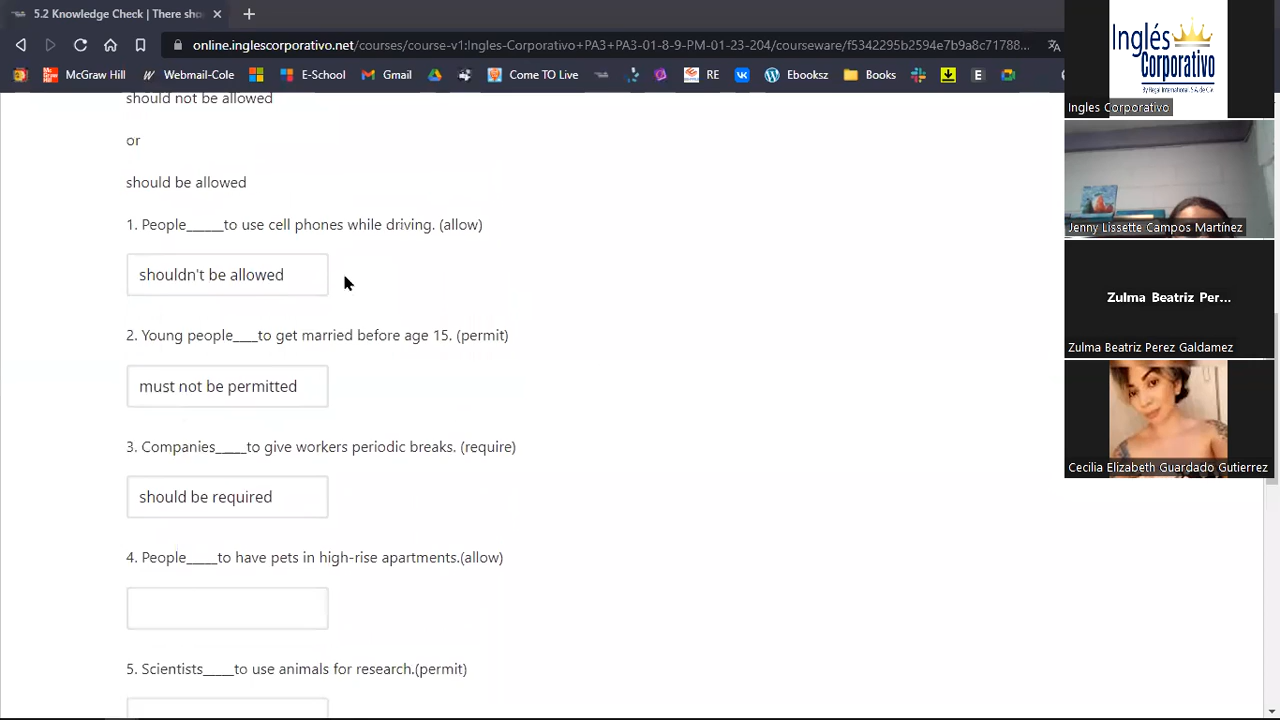 5.2 Knowledge Check | There sho
online.inglescorporativo.net/courses/course-v1:Ingles-Corporativo+PA3+PA3-01-8-9-PM-01-23-204/courseware/f5342295b2594e7b9a8c71788...
McGraw Hill
Webmail-Cole
E-School
Gmail
Come TO Live
RE
Ebooksz
Books
E
should not be allowed
or
should be allowed
1. People______to use cell phones while driving. (allow)
shouldn't be allowed
2. Young people____to get married before age 15. (permit)
must not be permitted
3. Companies_____to give workers periodic breaks. (require)
should be required
4. People_____to have pets in high-rise apartments.(allow)
5. Scientists_____to use animals for research.(permit)
Inglés
Corporativo
Ingles Corporativo
Jenny Lissette Campos Martínez
Zulma Beatriz Per...
Zulma Beatriz Perez Galdamez
Cecilia Elizabeth Guardado Gutierrez